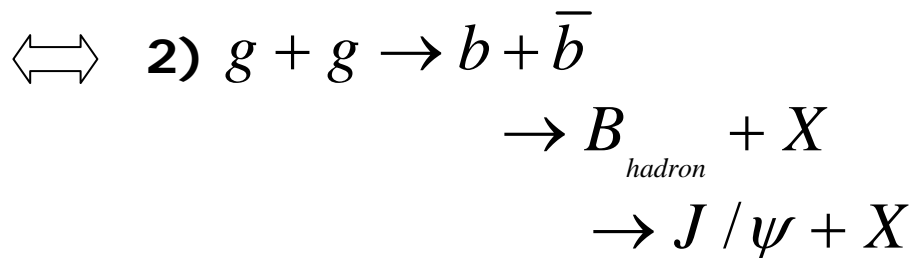 ⇔ 2) g + g → b + b̅
→ B_hadron + X
→ J/ψ + X